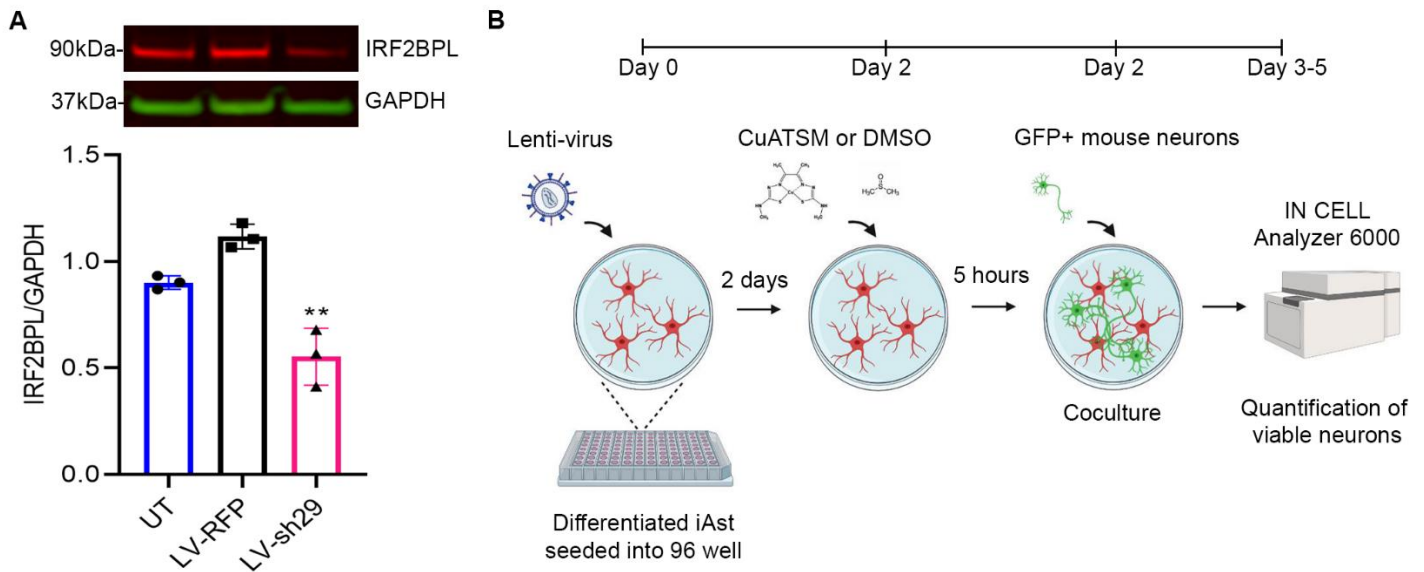 A
90kDa-
IRF2BPL
37kDa-
GAPDH
IRF2BPL/GAPDH
1.5
1.0
0.5
0.0
**
UT
LV-RFP
LV-sh29
B
Day 0
Day 2
Day 2
Day 3-5
Lenti-virus
CuATSM or DMSO
GFP+ mouse neurons
2 days
5 hours
IN CELL
Analyzer 6000
Coculture
Quantification of
viable neurons
Differentiated iAst
seeded into 96 well